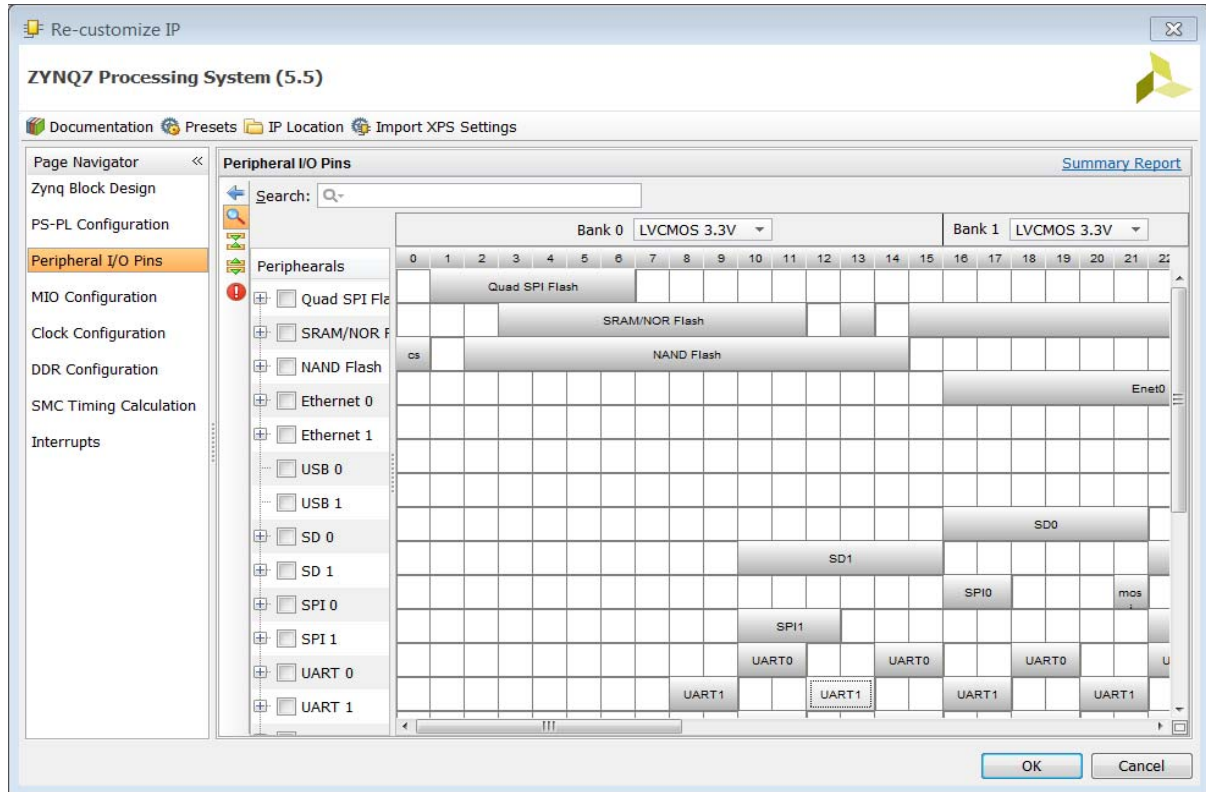 Re-customize IP
ZYNQ7 Processing System (5.5)
Documentation Presets IP Location Import XPS Settings
Page Navigator «
Zynq Block Design
PS-PL Configuration
Peripheral I/O Pins
MIO Configuration
Clock Configuration
DDR Configuration
SMC Timing Calculation
Interrupts
Peripheral I/O Pins Summary Report
Search:
Bank 0 LVCMOS 3.3V Bank 1 LVCMOS 3.3V
Periphearals 0 1 2 3 4 5 6 7 8 9 10 11 12 13 14 15 16 17 18 19 20 21 22
Quad SPI Fla Quad SPI Flash
SRAM/NOR F SRAM/NOR Flash
NAND Flash cs NAND Flash
Ethernet 0 Enet0
Ethernet 1
USB 0
USB 1
SD 0 SD0
SD 1 SD1
SPI 0 SPI0 mos
SPI 1 SPI1
UART 0 UART0 UART0 UART0 U
UART 1 UART1 UART1 UART1 UART1
OK Cancel